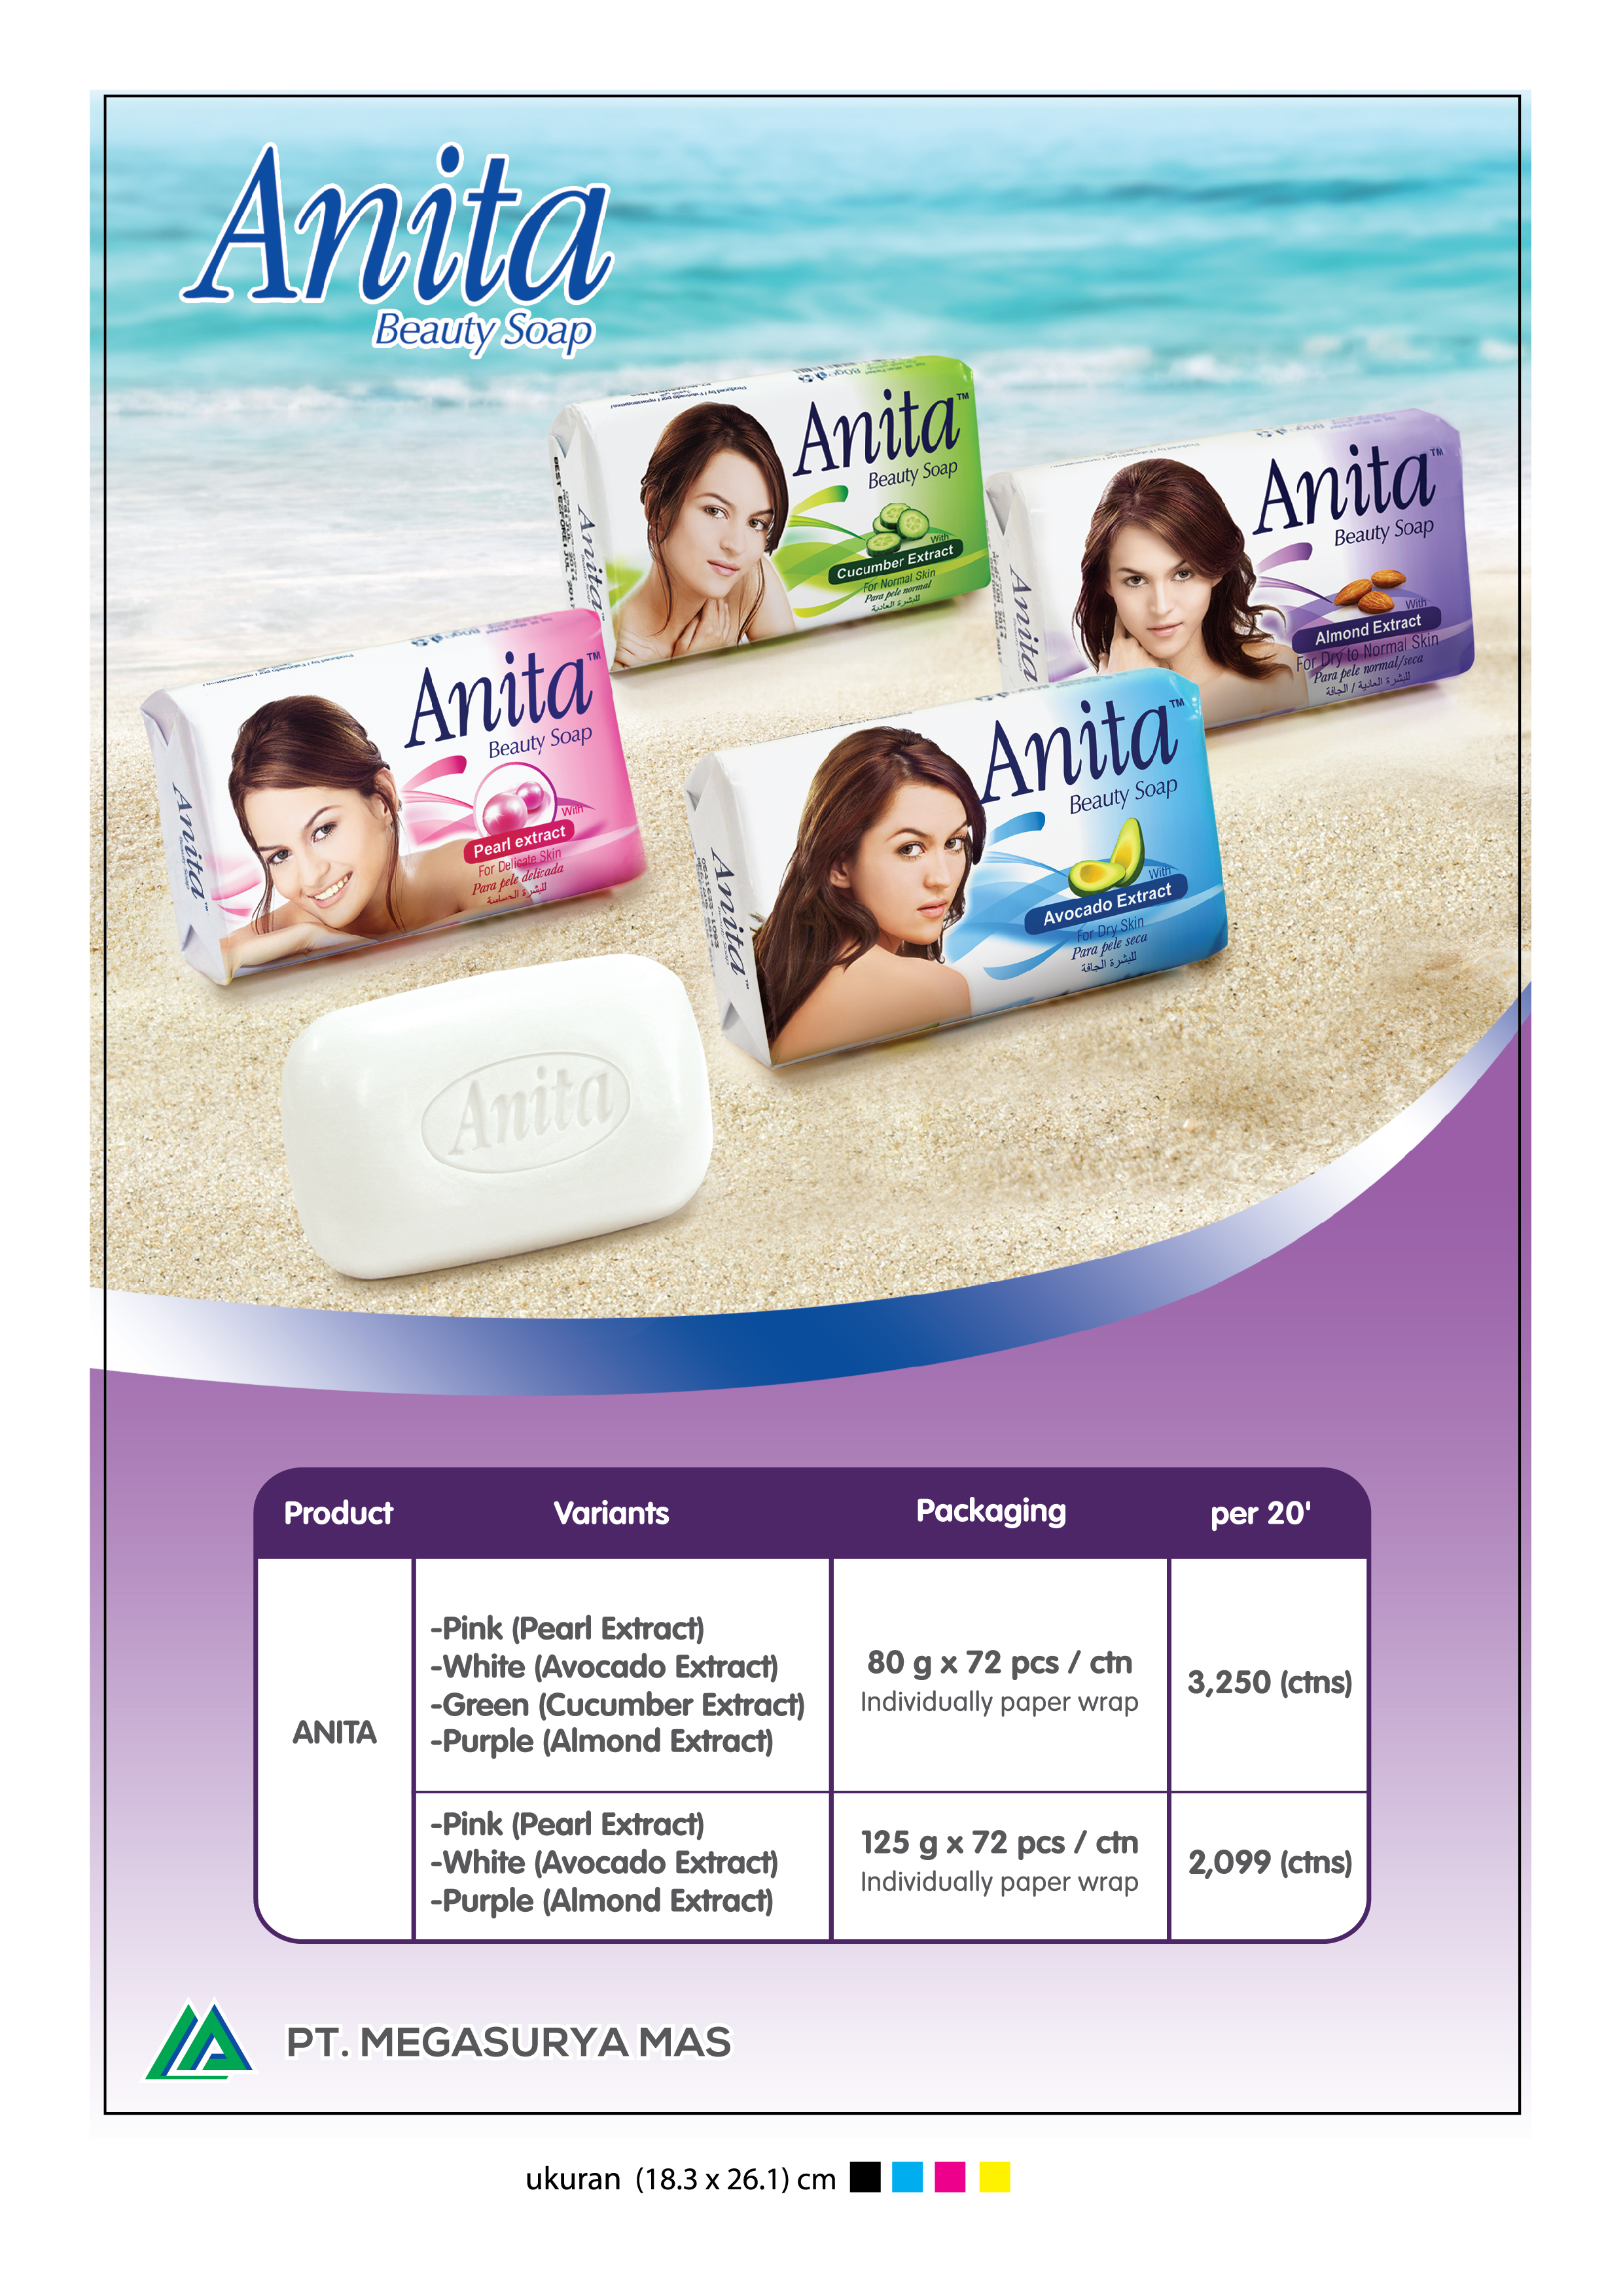 Anita
Beauty Soap
Anita™
Beauty Soap
With
Cucumber Extract
For Normal Skin
Para pele normal
للبشرة العادية
Anita
Anita™
Beauty Soap
With
Almond Extract
For Dry to Normal Skin
Para pele normal/seca
للبشرة العادية / الجافة
Anita
Anita™
Beauty Soap
With
Pearl extract
For Delicate Skin
Para pele delicada
للبشرة الحساسة
Anita™
Beauty Soap
Anita™
Beauty Soap
With
Avocado Extract
For Dry Skin
Para pele seca
للبشرة الجافة
Anita™
Anita
Product Variants Packaging per 20'
ANITA
-Pink (Pearl Extract)
-White (Avocado Extract)
-Green (Cucumber Extract)
-Purple (Almond Extract)
80 g x 72 pcs / ctn
Individually paper wrap
3,250 (ctns)
-Pink (Pearl Extract)
-White (Avocado Extract)
-Purple (Almond Extract)
125 g x 72 pcs / ctn
Individually paper wrap
2,099 (ctns)
PT. MEGASURYA MAS
ukuran (18.3 x 26.1) cm